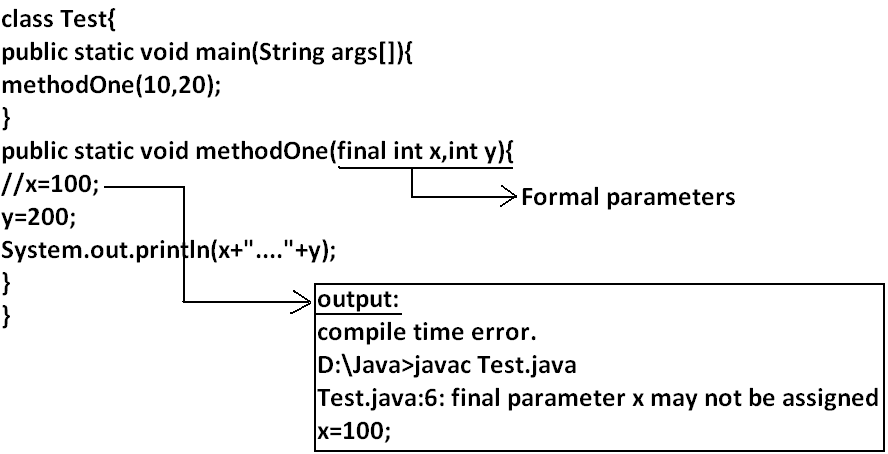 class Test{
public static void main(String args[]){
methodOne(10,20);
}
public static void methodOne(final int x,int y){
//x=100;
Formal parameters
y=200;
System.out.println(x+"...."+y);
}
}
output:
compile time error.
D:\Java>javac Test.java
Test.java:6: final parameter x may not be assigned
x=100;